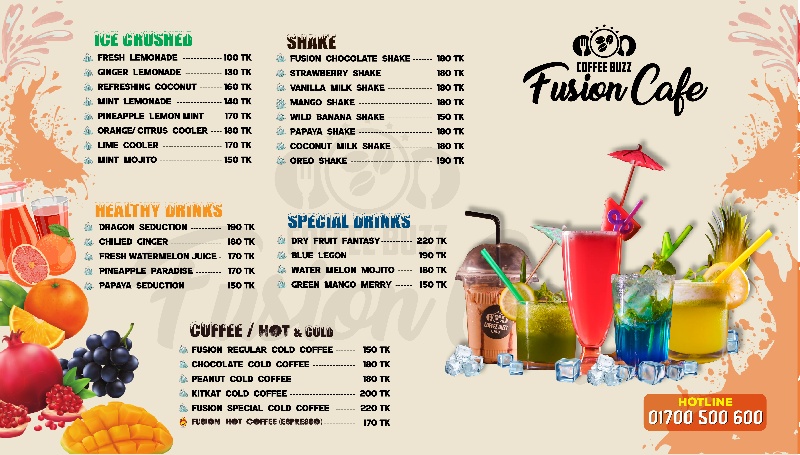 ICE CRUSHED
FRESH LEMONADE ------------ 100 TK
GINGER LEMONADE ------------ 130 TK
REFRESHING COCONUT ------- 160 TK
MINT LEMONADE ------------ 140 TK
PINEAPPLE LEMON MINT 170 TK
ORANGE/ CITRUS COOLER --- 180 TK
LIME COOLER ------------ 170 TK
MINT MOJITO ------------ 150 TK
SHAKE
FUSION CHOCOLATE SHAKE ----- 180 TK
STRAWBERRY SHAKE 180 TK
VANILLA MILK SHAKE ---------- 180 TK
MANGO SHAKE ---------- 180 TK
WILD BANANA SHAKE 150 TK
PAPAYA SHAKE ---------- 180 TK
COCONUT MILK SHAKE 180 TK
OREO SHAKE ---------- 190 TK
HEALTHY DRINKS
DRAGON SEDUCTION --------- 190 TK
CHILLED GINGER 160 TK
FRESH WATERMELON JUICE - 170 TK
PINEAPPLE PARADISE ------ 170 TK
PAPAYA SEDUCTION 150 TK
SPECIAL DRINKS
DRY FRUIT FANTASY -------- 220 TK
BLUE LEGON 190 TK
WATER MELON MOJITO ---- 160 TK
GREEN MANGO MERRY ----- 150 TK
COFFEE / HOT & COLD
FUSION REGULAR COLD COFFEE ----- 150 TK
CHOCOLATE COLD COFFEE ---------- 180 TK
PEANUT COLD COFFEE 180 TK
KITKAT COLD COFFEE ------------ 200 TK
FUSION SPECIAL COLD COFFEE ----- 220 TK
FUSION HOT COFFEE (ESPRESSO) ---------- 170 TK
COFFEE BUZZ
Fusion Cafe
COFFEE BUZZ
HOTLINE
01700 500 600